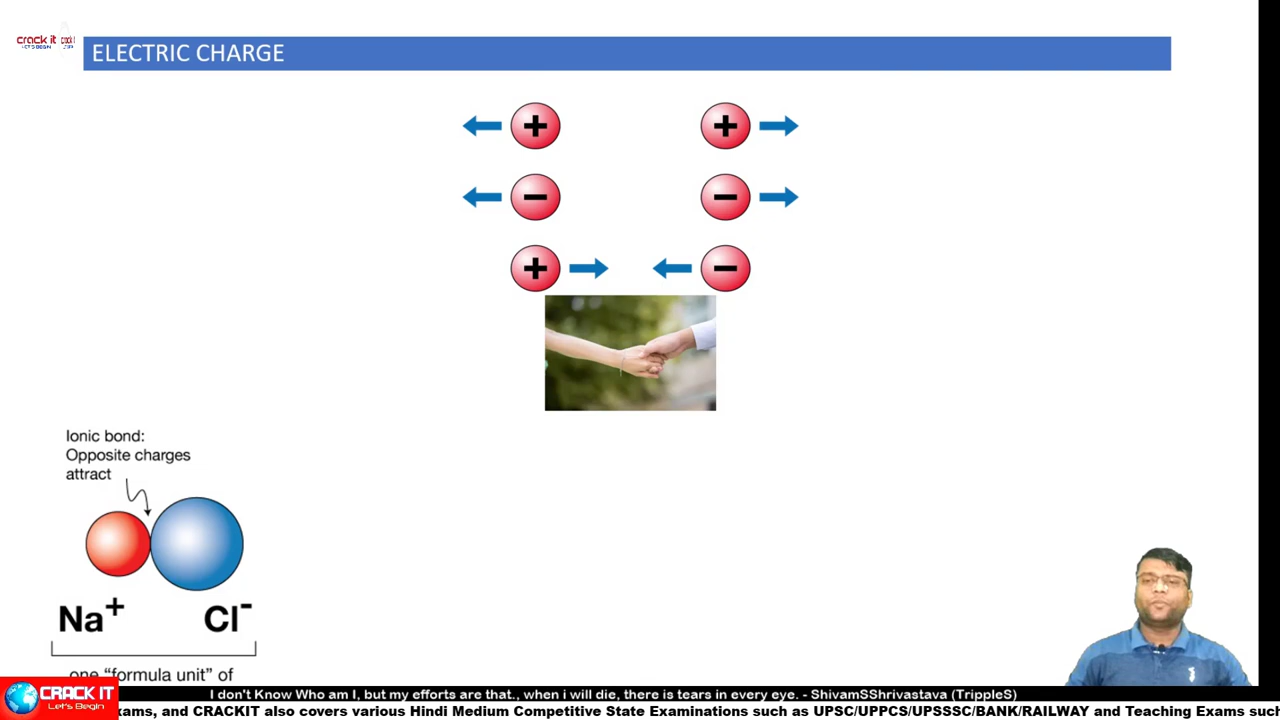 crack it
LET'S BEGIN
ELECTRIC CHARGE
+ +
− −
+ −
Ionic bond:
Opposite charges
attract
Na+ Cl-
one “formula unit” of
CRACK IT
Let's Begin
I don't Know Who am I, but my efforts are that., when i will die, there is tears in every eye. - ShivamSShrivastava (TrippleS)
xams, and CRACKIT also covers various Hindi Medium Competitive State Examinations such as UPSC/UPPCS/UPSSSC/BANK/RAILWAY and Teaching Exams suc